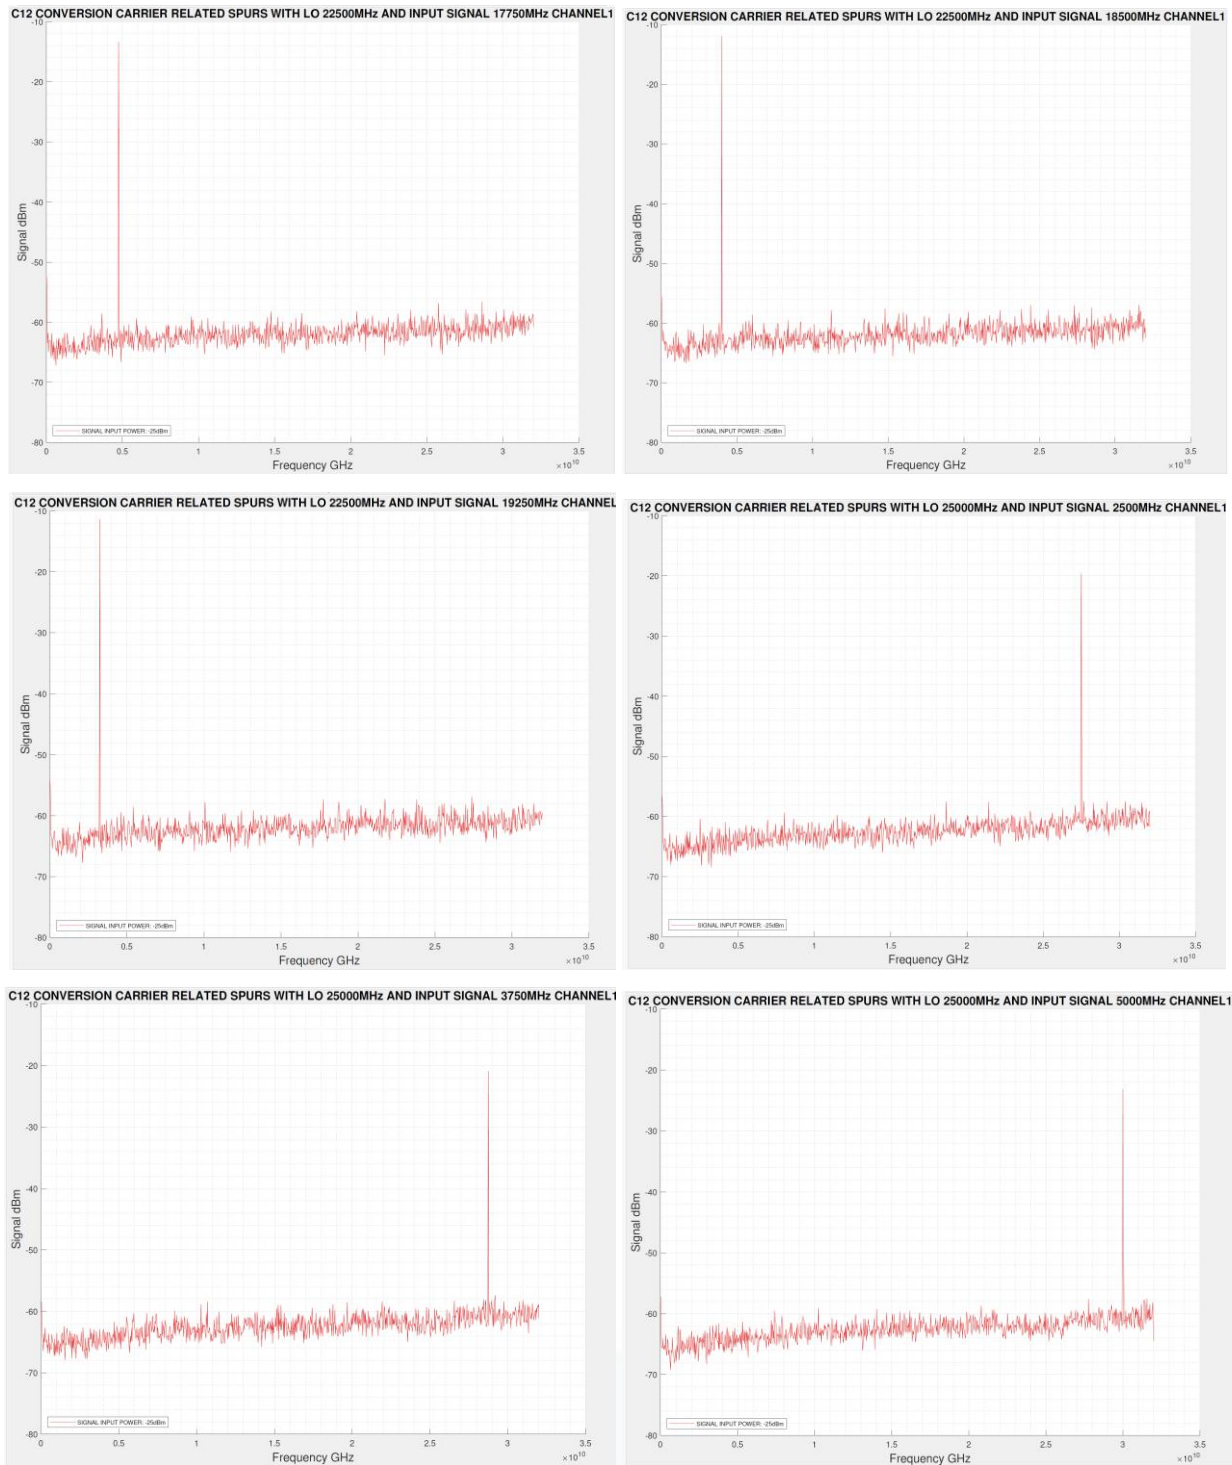 C12 CONVERSION CARRIER RELATED SPURS WITH LO 22500MHz AND INPUT SIGNAL 17750MHz CHANNEL1
-10
-20
-30
-40
-50
-60
-70
-80
Signal dBm
SIGNAL INPUT POWER: -25dBm
0 0.5 1 1.5 2 2.5 3 3.5
Frequency GHz
×10^10
C12 CONVERSION CARRIER RELATED SPURS WITH LO 22500MHz AND INPUT SIGNAL 18500MHz CHANNEL1
-10
-20
-30
-40
-50
-60
-70
-80
Signal dBm
SIGNAL INPUT POWER: -25dBm
0 0.5 1 1.5 2 2.5 3 3.5
Frequency GHz
×10^10
C12 CONVERSION CARRIER RELATED SPURS WITH LO 22500MHz AND INPUT SIGNAL 19250MHz CHANNEL
-10
-20
-30
-40
-50
-60
-70
-80
Signal dBm
SIGNAL INPUT POWER: -25dBm
0 0.5 1 1.5 2 2.5 3 3.5
Frequency GHz
×10^10
C12 CONVERSION CARRIER RELATED SPURS WITH LO 25000MHz AND INPUT SIGNAL 2500MHz CHANNEL1
-10
-20
-30
-40
-50
-60
-70
-80
Signal dBm
SIGNAL INPUT POWER: -25dBm
0 0.5 1 1.5 2 2.5 3 3.5
Frequency GHz
×10^10
C12 CONVERSION CARRIER RELATED SPURS WITH LO 25000MHz AND INPUT SIGNAL 3750MHz CHANNEL1
-10
-20
-30
-40
-50
-60
-70
-80
Signal dBm
SIGNAL INPUT POWER: -25dBm
0 0.5 1 1.5 2 2.5 3 3.5
Frequency GHz
×10^10
C12 CONVERSION CARRIER RELATED SPURS WITH LO 25000MHz AND INPUT SIGNAL 5000MHz CHANNEL1
-10
-20
-30
-40
-50
-60
-70
-80
Signal dBm
SIGNAL INPUT POWER: -25dBm
0 0.5 1 1.5 2 2.5 3 3.5
Frequency GHz
×10^10